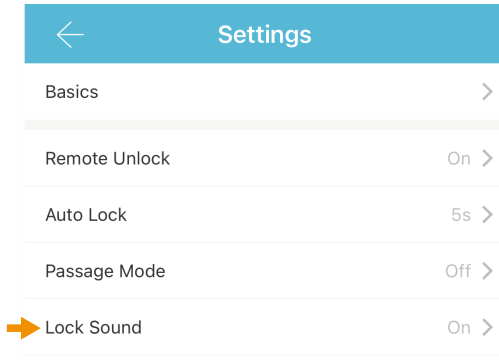 Settings
Basics
Remote Unlock On
Auto Lock 5s
Passage Mode Off
Lock Sound On